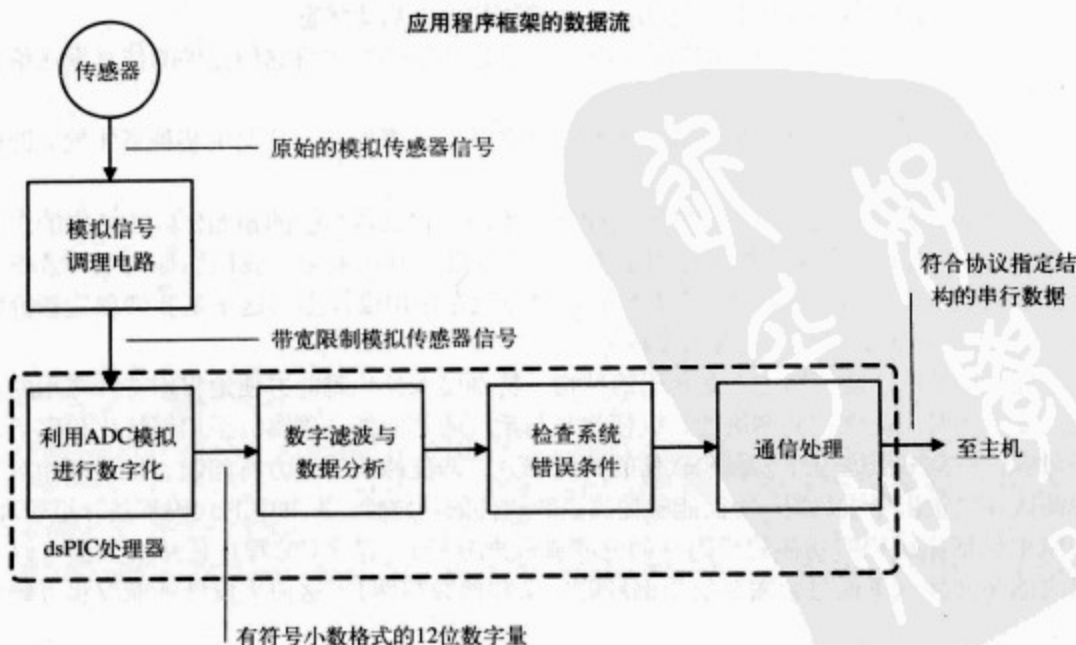 应用程序框架的数据流
传感器
原始的模拟传感器信号
模拟信号
调理电路
符合协议指定结
构的串行数据
带宽限制模拟传感器信号
利用ADC模拟
进行数字化
数字滤波与
数据分析
检查系统
错误条件
通信处理
至主机
dsPIC处理器
有符号小数格式的12位数字量